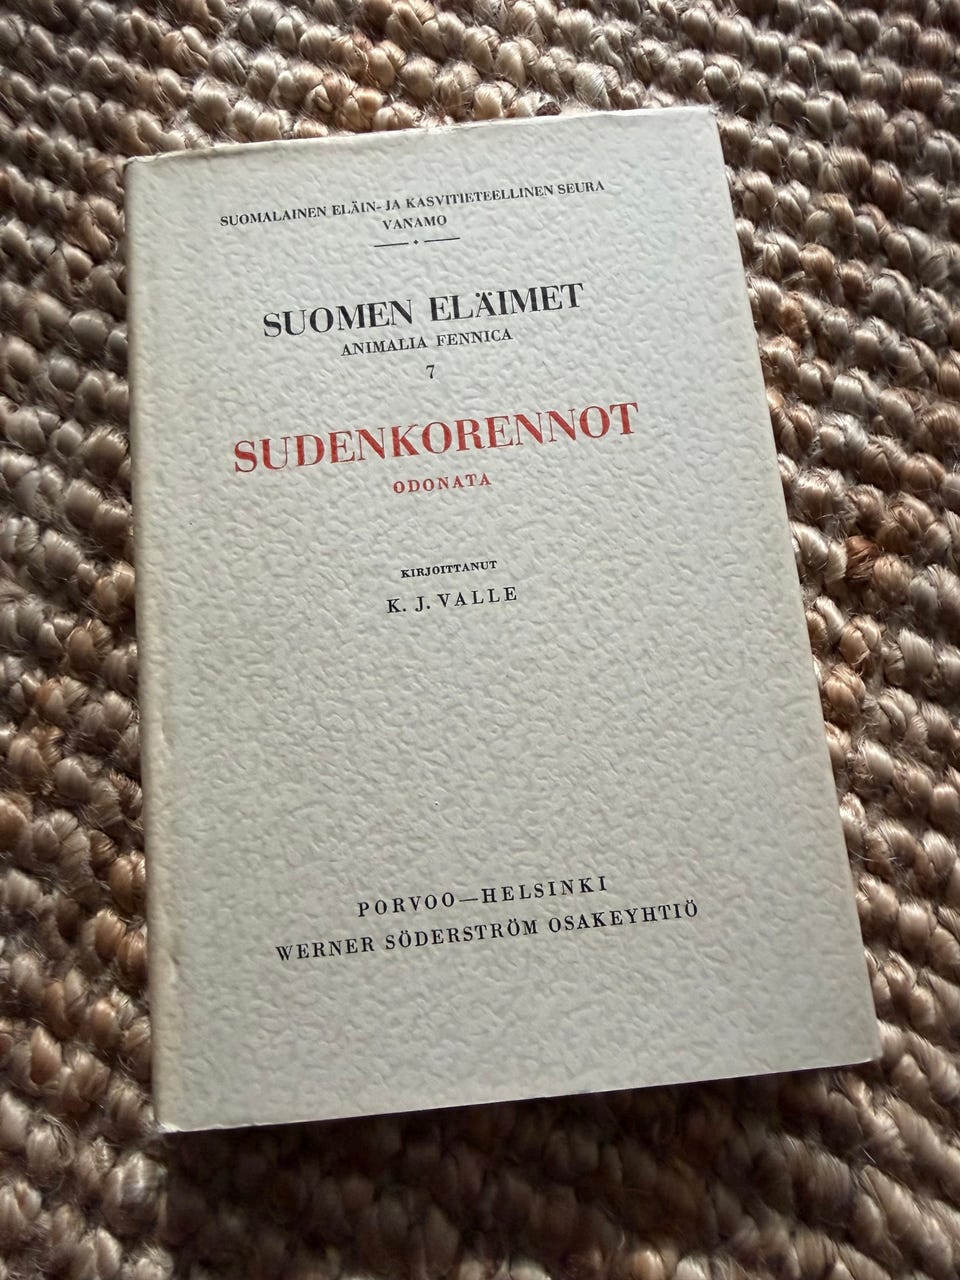 SUOMALAINEN ELÄIN- JA KASVITIETEELLINEN SEURA
VANAMO
SUOMEN ELÄIMET
ANIMALIA FENNICA
7
SUDENKORENNOT
ODONATA
KIRJOITTANUT
K. J. VALLE
PORVOO—HELSINKI
WERNER SÖDERSTRÖM OSAKEYHTIÖ